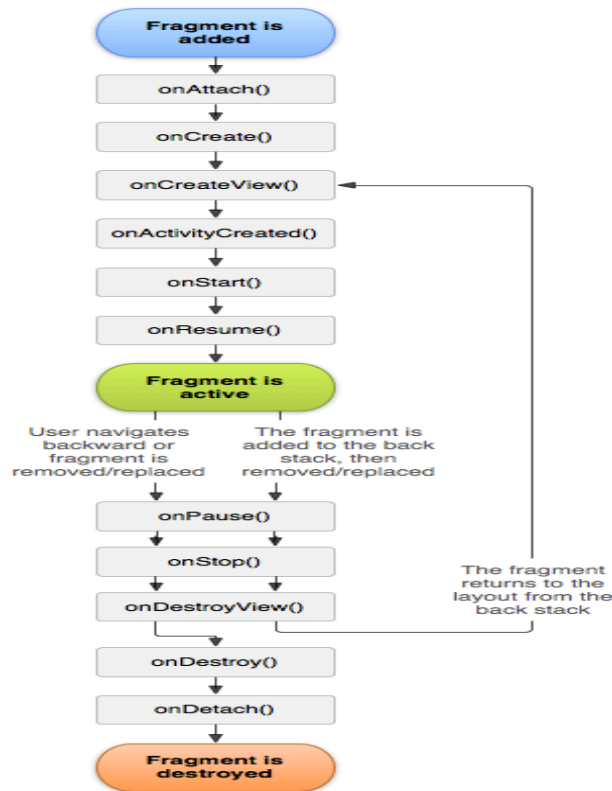 Fragment is
added
onAttach()
onCreate()
onCreateView()
onActivityCreated()
onStart()
onResume()
Fragment is
active
User navigates
backward or
fragment is
removed/replaced
The fragment is
added to the back
stack, then
removed/replaced
onPause()
onStop()
onDestroyView()
The fragment
returns to the
layout from the
back stack
onDestroy()
onDetach()
Fragment is
destroyed